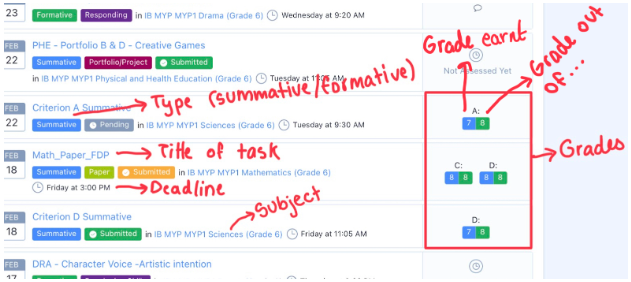 23
Formative Responding in IB MYP MYP1 Drama (Grade 6) Wednesday at 9:20 AM
Grade earnt
Grade out of...
FEB
22
PHE - Portfolio B & D - Creative Games
Summative Portfolio/Project Submitted
in IB MYP MYP1 Physical and Health Education (Grade 6) Tuesday at
Not Assessed Yet
Type (summative/formative)
FEB
22
Criterion A Summative
Summative Pending in IB MYP MYP1 Sciences (Grade 6) Tuesday at 9:30 AM
A:
7 8
Grades
FEB
18
Math_Paper_FDP
Title of task
Summative Paper Submitted in IB MYP MYP1 Mathematics (Grade 6)
Friday at 3:00 PM
Deadline
C: D:
8 8 8 8
Subject
FEB
18
Criterion D Summative
Summative Submitted in IB MYP MYP1 Sciences (Grade 6) Friday at 11:05 AM
D:
7 8
FEB
17
DRA - Character Voice -Artistic intention